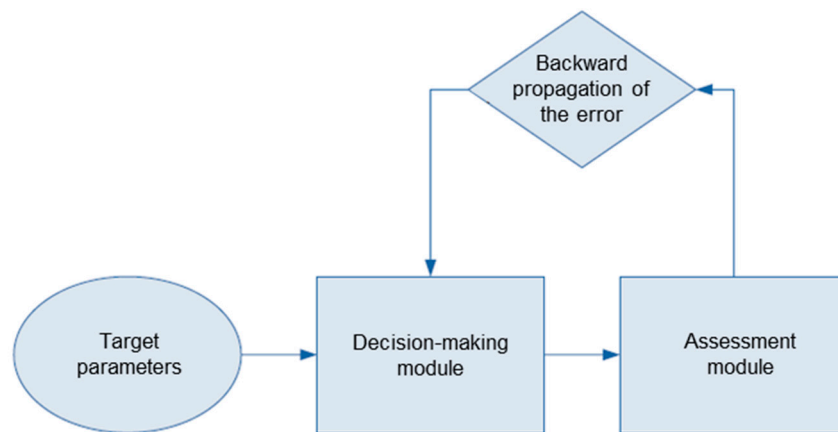 Backward
propagation of
the error
Target
parameters
Decision-making
module
Assessment
module